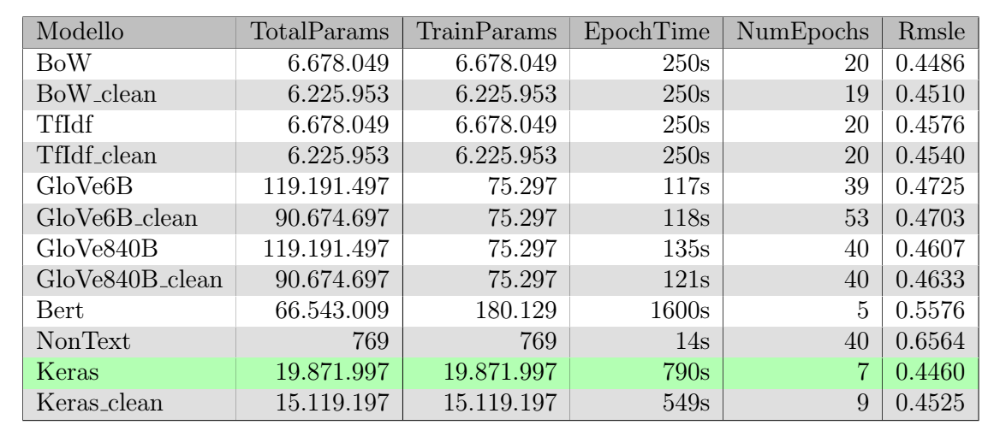 Modello TotalParams TrainParams EpochTime NumEpochs Rmsle
BoW 6.678.049 6.678.049 250s 20 0.4486
BoW_clean 6.225.953 6.225.953 250s 19 0.4510
TfIdf 6.678.049 6.678.049 250s 20 0.4576
TfIdf_clean 6.225.953 6.225.953 250s 20 0.4540
GloVe6B 119.191.497 75.297 117s 39 0.4725
GloVe6B_clean 90.674.697 75.297 118s 53 0.4703
GloVe840B 119.191.497 75.297 135s 40 0.4607
GloVe840B_clean 90.674.697 75.297 121s 40 0.4633
Bert 66.543.009 180.129 1600s 5 0.5576
NonText 769 769 14s 40 0.6564
Keras 19.871.997 19.871.997 790s 7 0.4460
Keras_clean 15.119.197 15.119.197 549s 9 0.4525